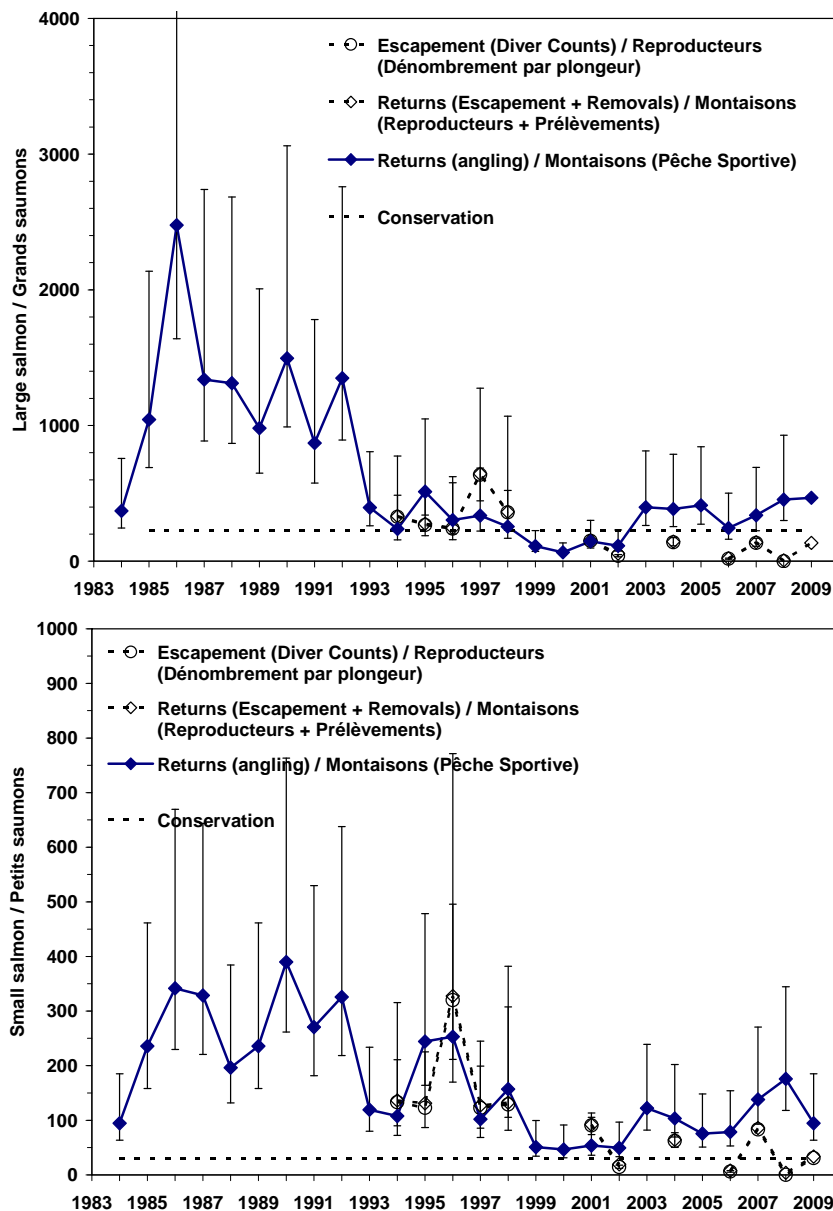 4000
3000
2000
1000
0
Large salmon / Grands saumons
Escapement (Diver Counts) / Reproducteurs
(Dénombrement par plongeur)
Returns (Escapement + Removals) / Montaisons
(Reproducteurs + Prélèvements)
Returns (angling) / Montaisons (Pêche Sportive)
Conservation
1983 1985 1987 1989 1991 1993 1995 1997 1999 2001 2003 2005 2007 2009
1000
900
800
700
600
500
400
300
200
100
0
Small salmon / Petits saumons
Escapement (Diver Counts) / Reproducteurs
(Dénombrement par plongeur)
Returns (Escapement + Removals) / Montaisons
(Reproducteurs + Prélèvements)
Returns (angling) / Montaisons (Pêche Sportive)
Conservation
1983 1985 1987 1989 1991 1993 1995 1997 1999 2001 2003 2005 2007 2009